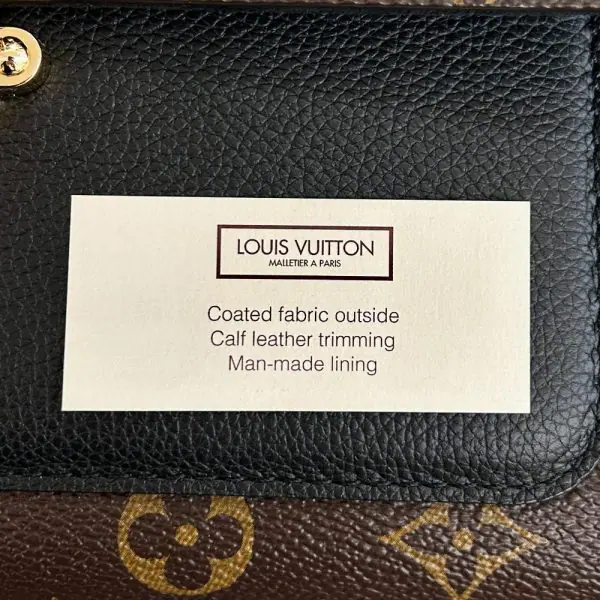 LOUIS VUITTON
MALLETIER A PARIS
Coated fabric outside
Calf leather trimming
Man-made lining